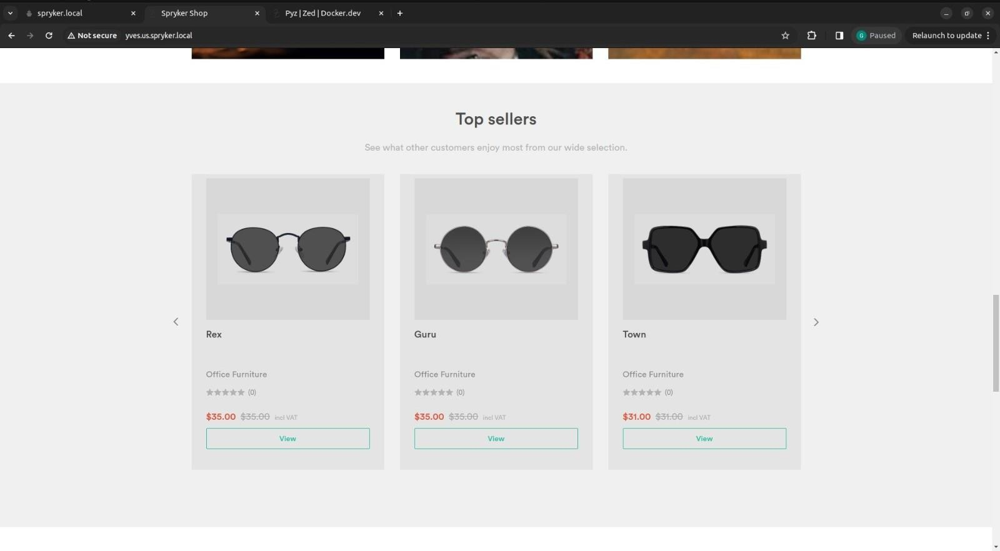 spryker.local
Spryker Shop
Pyz | Zed | Docker.dev
Not secure
yves.us.spryker.local
G
Paused
Relaunch to update
Top sellers
See what other customers enjoy most from our wide selection.
Rex
Guru
Town
Office Furniture
Office Furniture
Office Furniture
(0)
(0)
(0)
$35.00 $35.00 incl VAT
$35.00 $35.00 incl VAT
$31.00 $31.00 incl VAT
View
View
View